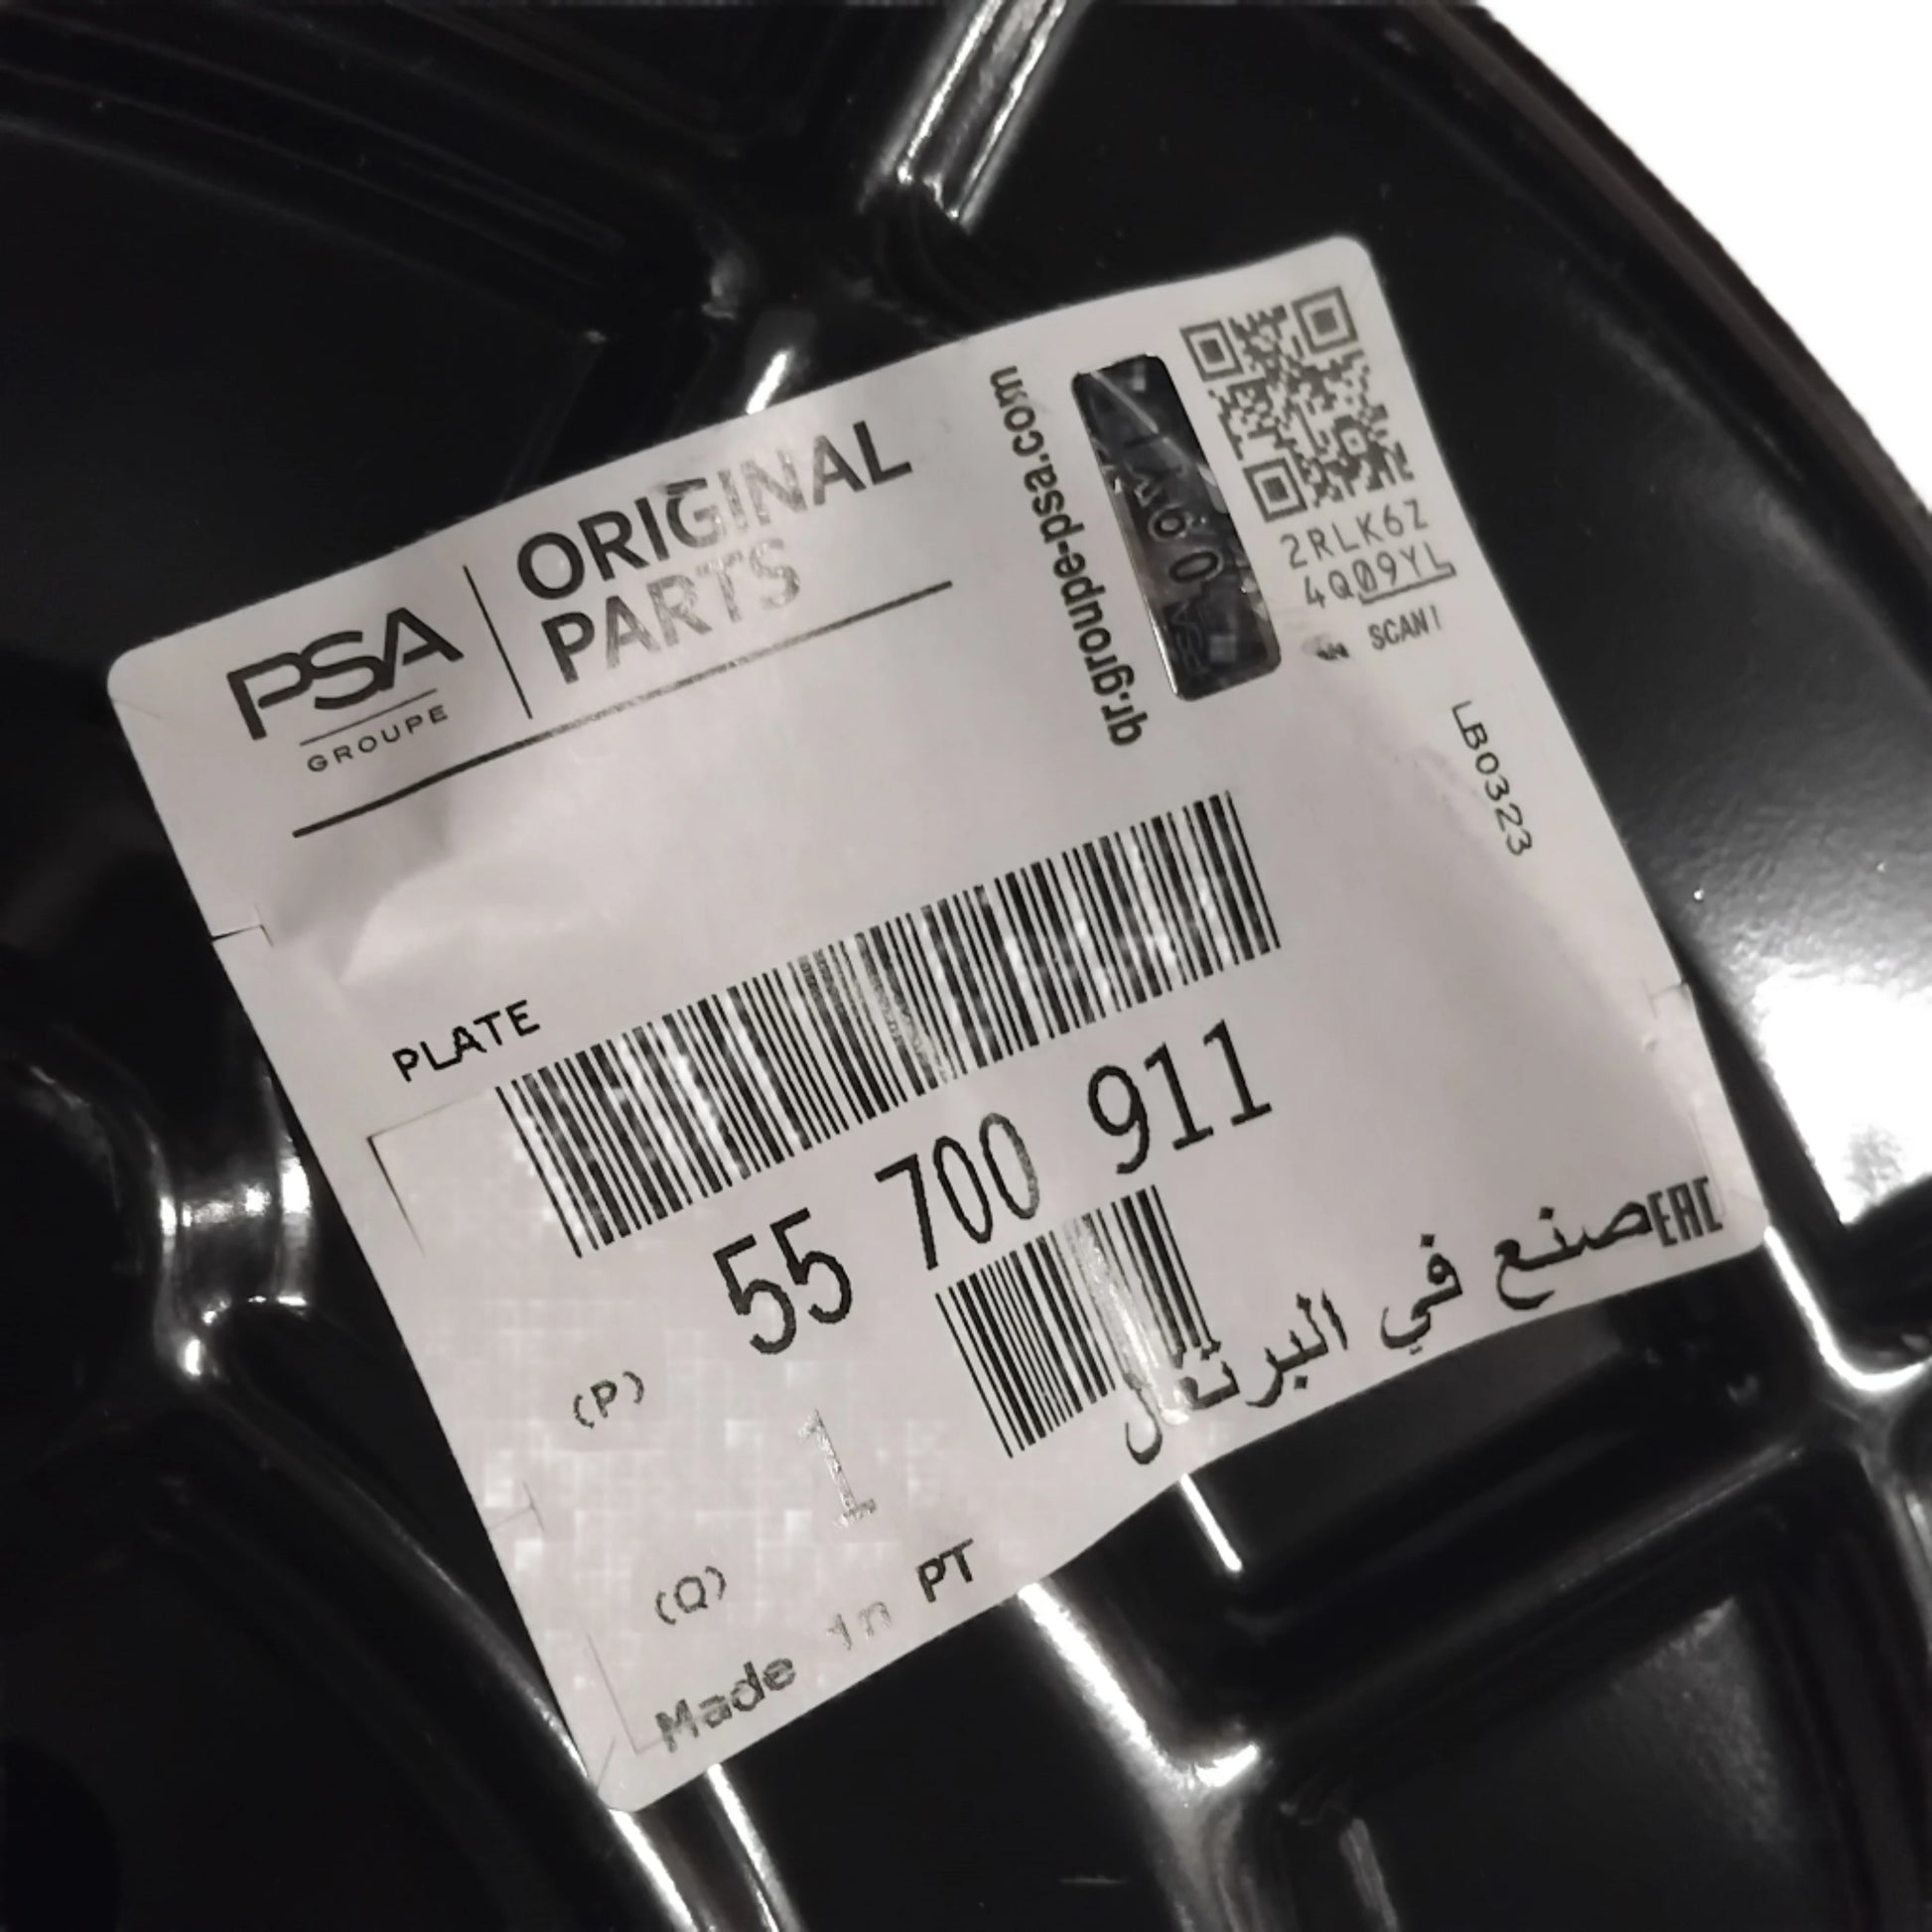 PSA
GROUPE
ORIGINAL
PARTS
qr.groupe-psa.com
2RLK6Z
4Q09YL
SCAN!
LB0323
PLATE
(P) 55 700 911
(Q) 1
Made in PT
صنع في البرتغال
EAC